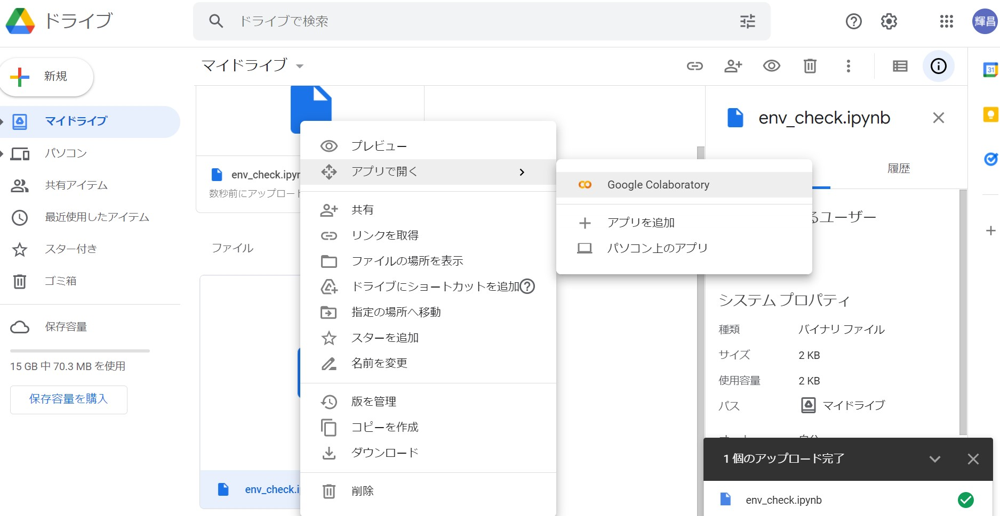 ドライブ
ドライブで検索
輝昌
新規
マイドライブ
31
マイドライブ
パソコン
共有アイテム
最近使用したアイテム
スター付き
ゴミ箱
保存容量
15 GB 中 70.3 MB を使用
保存容量を購入
env_check.ipyn
数秒前にアップロード
ファイル
env_check.i
プレビュー
アプリで開く
共有
リンクを取得
ファイルの場所を表示
ドライブにショートカットを追加
指定の場所へ移動
スターを追加
名前を変更
版を管理
コピーを作成
ダウンロード
削除
Google Colaboratory
アプリを追加
パソコン上のアプリ
env_check.ipynb
履歴
るユーザー
システム プロパティ
種類 バイナリ ファイル
サイズ 2 KB
使用容量 2 KB
パス マイドライブ
1 個のアップロード完了
env_check.ipynb